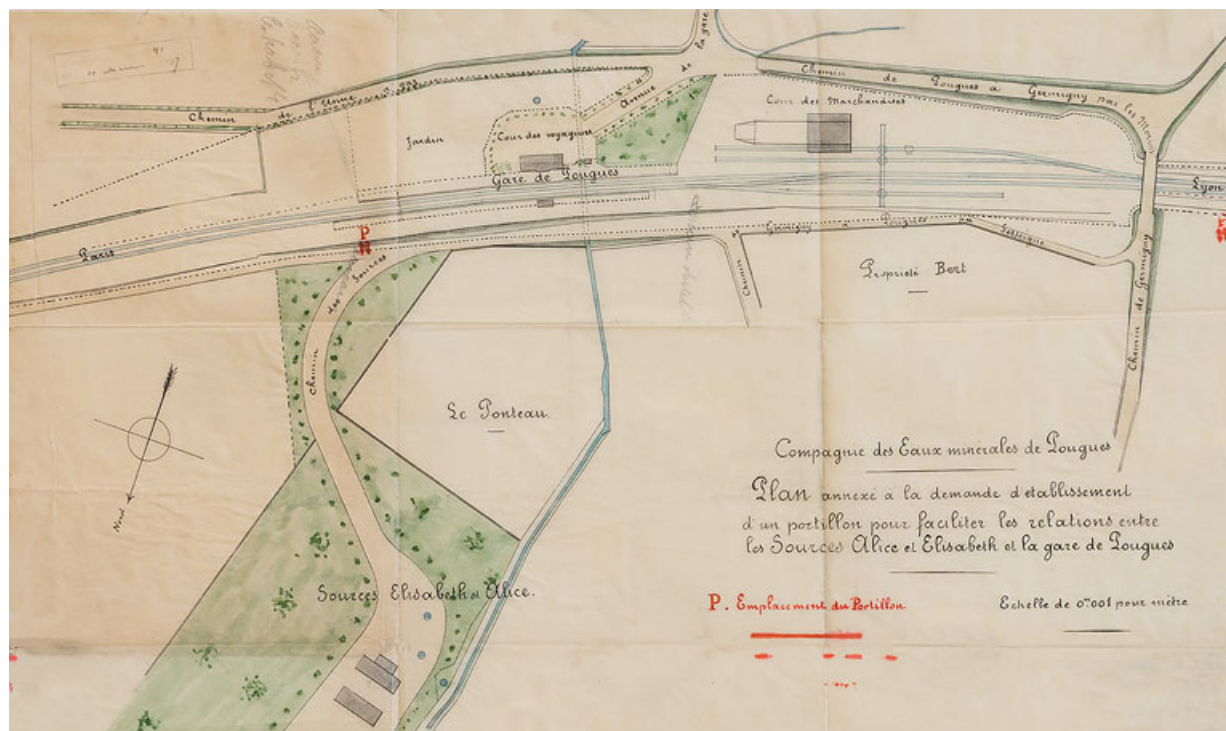 de la gare
Chemin de l'Usine à gaz
Avenue
Chemin de Pougues à Germigny par les
Cour des Marchandises
Jardin
Cour des voyageurs
Gare de Pougues
Lyon
Paris
P
Chemin des Sources
Chemin
de Germigny à Pougues
Propriété Bert
Chemin de Germigny
Le Ponteau.
Nord
Compagnie des Eaux minérales de Pougues
Plan annexé à la demande d'établissement
d'un portillon pour faciliter les relations entre
les Sources Alice et Elisabeth et la gare de Pougues
Sources Elisabeth et Alice.
P. Emplacement du Portillon
Echelle de 0m001 pour mètre